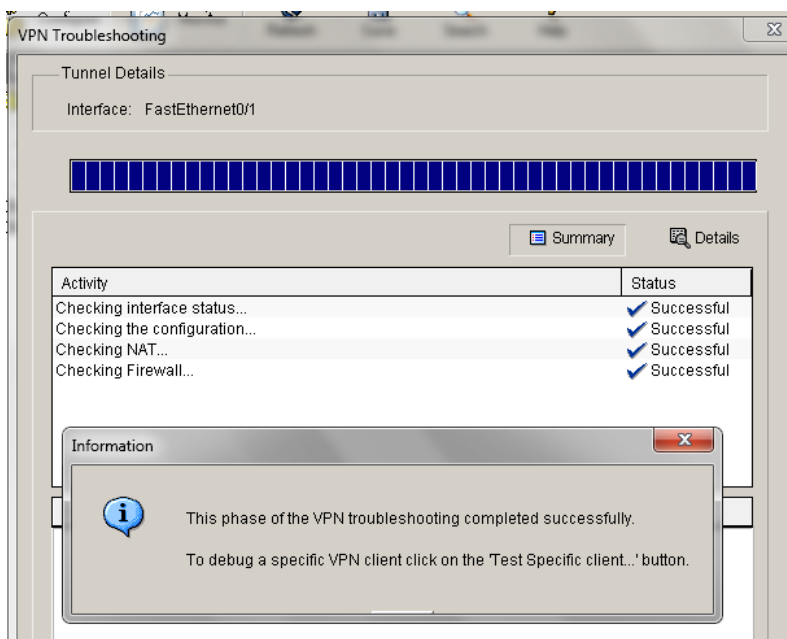 VPN Troubleshooting
Tunnel Details
Interface: FastEthernet0/1
Summary
Details
Activity Status
Checking interface status... Successful
Checking the configuration... Successful
Checking NAT... Successful
Checking Firewall... Successful
Information
This phase of the VPN troubleshooting completed successfully.
To debug a specific VPN client click on the 'Test Specific client...' button.